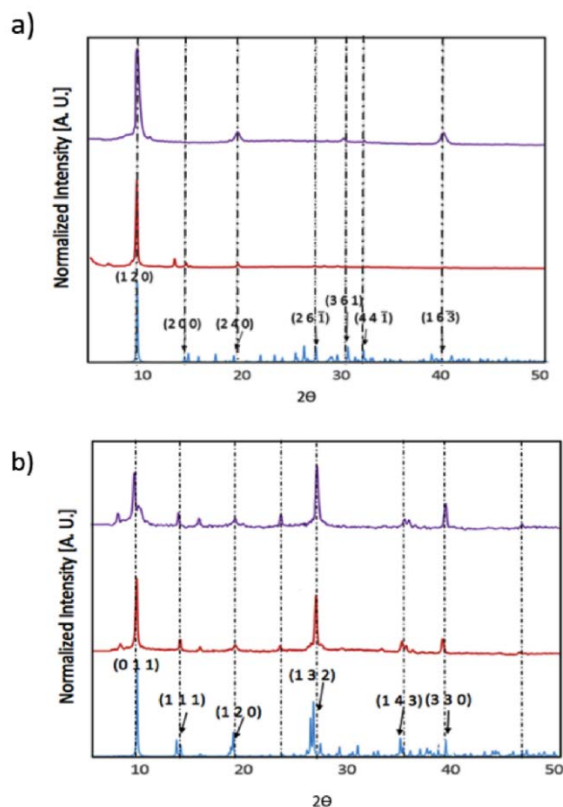 a)
Normalized Intensity [A. U.]
(1 2 0)
(2 0 0)
(2 4 0)
(2 6 1̅)
(3 6 1)
(4 4 1̅)
(1 6 3̅)
10 20 30 40 50
2Θ
b)
Normalized Intensity [A. U.]
(0 1 1)
(1 1 1)
(1 2 0)
(1 3 2)
(1 4 3)
(3 3 0)
10 20 30 40 50
2Θ